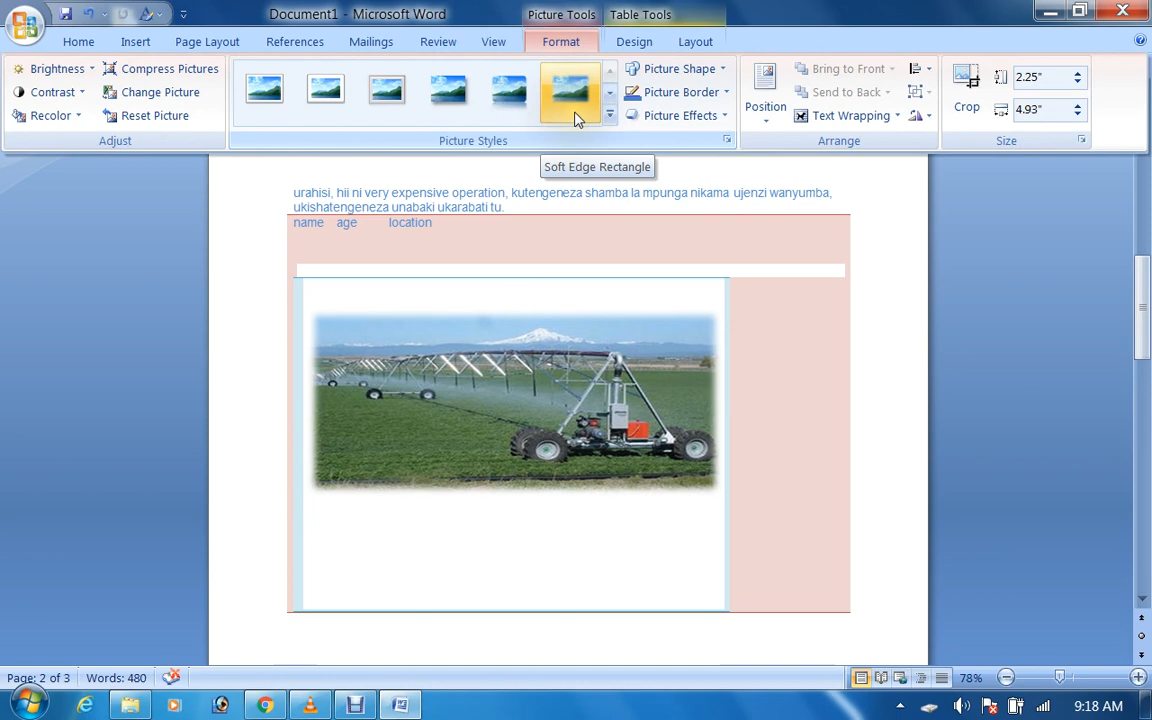 Document1 - Microsoft Word
Picture Tools
Table Tools
Home
Insert
Page Layout
References
Mailings
Review
View
Format
Design
Layout
Brightness
Compress Pictures
Contrast
Change Picture
Recolor
Reset Picture
Adjust
Picture Styles
Picture Shape
Picture Border
Picture Effects
Position
Bring to Front
Send to Back
Text Wrapping
Arrange
Crop
2.25"
4.93"
Size
Soft Edge Rectangle
urahisi, hii ni very expensive operation, kutengeneza shamba la mpunga nikama ujenzi wanyumba,
ukishatengeneza unabaki ukarabati tu.
name age location
Page: 2 of 3
Words: 480
78%
9:18 AM